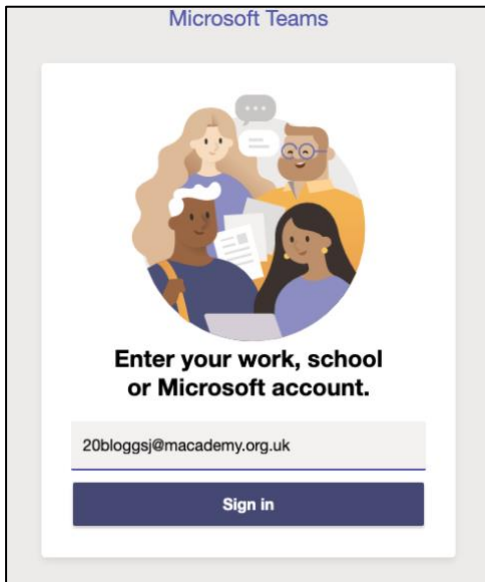 Microsoft Teams
Enter your work, school
or Microsoft account.
20bloggsj@macademy.org.uk
Sign in